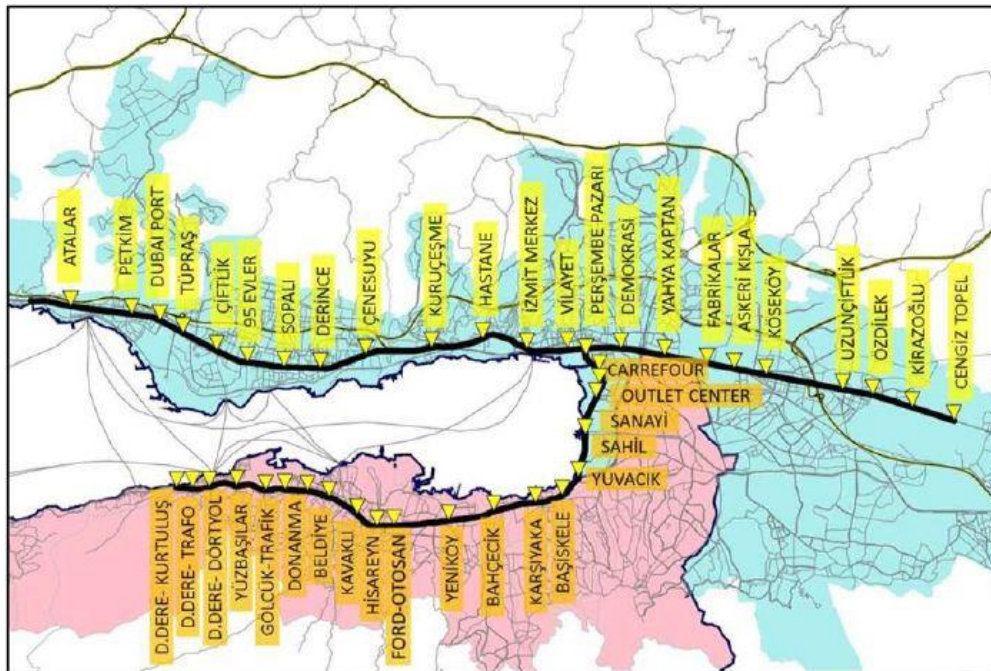 ATALAR
PETKİM
DUBAI PORT
TÜPRAŞ
ÇİFTLİK
95 EVLER
SOPALI
DERİNCE
ÇENESUYU
KURUÇEŞME
HASTANE
İZMİT MERKEZ
VİLAYET
PERŞEMBE PAZARI
DEMOKRASİ
YAHYA KAPTAN
FABRİKALAR
ASKERİ KIŞLA
KÖSEKÖY
UZUNÇİFTLİK
ÖZDİLEK
KİRAZOĞLU
CENGİZ TOPEL
CARREFOUR
OUTLET CENTER
SANAYİ
SAHİL
YUVACIK
D.DERE- KURTULUŞ
D.DERE- TRAFO
D.DERE- DÖRTYOL
YÜZBAŞILAR
GÖLCÜK-TRAFİK
DONANMA
BELDİYE
KAVAKLI
HİSAREYN
FORD-OTOSAN
YENİKÖY
BAHÇECİK
KARŞIYAKA
BAŞİSKELE